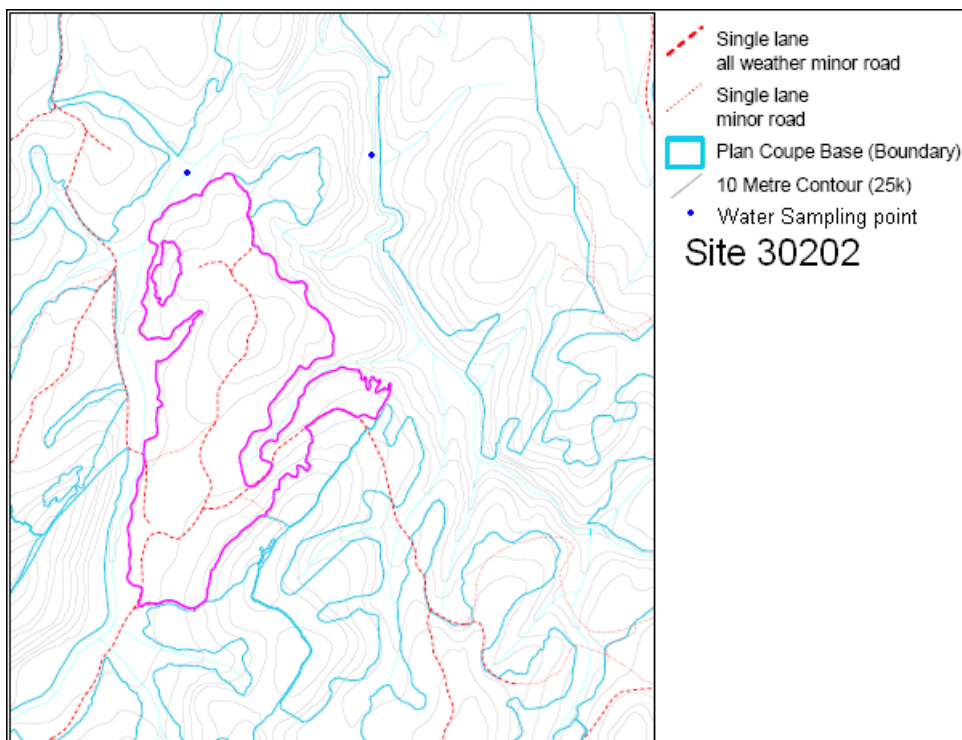 Single lane
all weather minor road
Single lane
minor road
Plan Coupe Base (Boundary)
10 Metre Contour (25k)
Water Sampling point
Site 30202